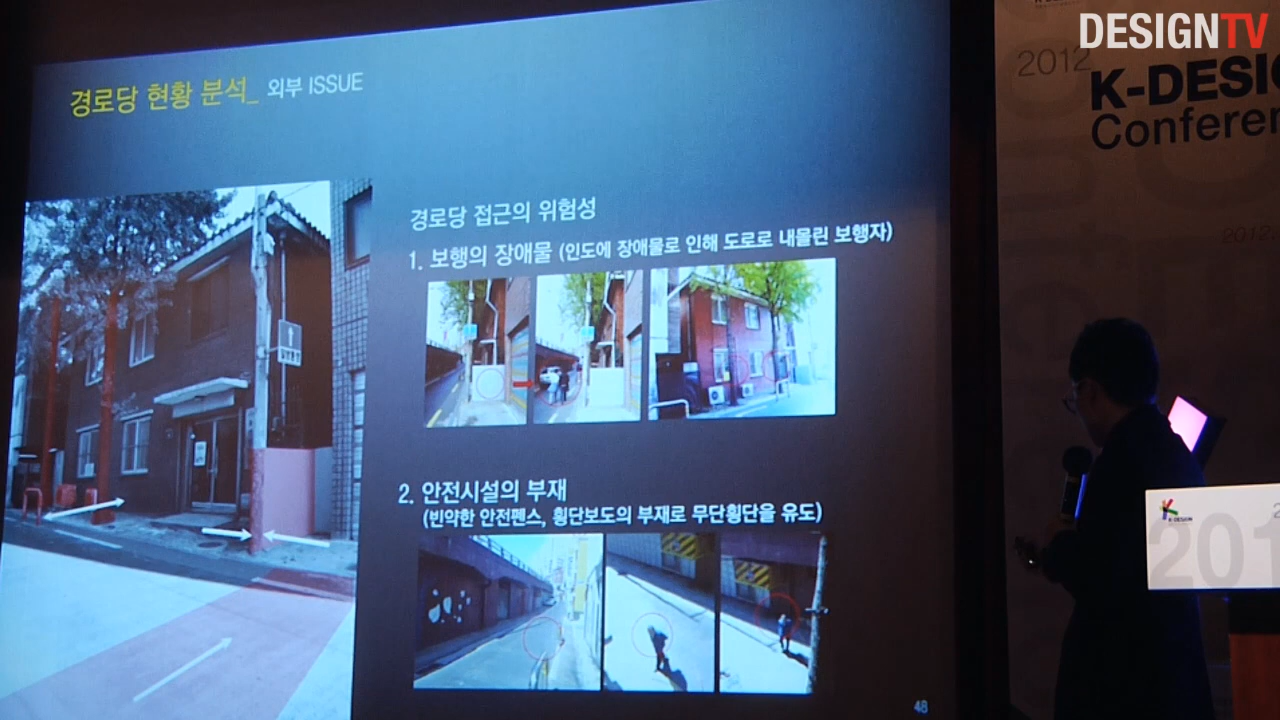 DESIGNTV
2012
K-DESIG
Conferen
경로당 현황 분석_ 외부 ISSUE
경로당 접근의 위험성
1. 보행의 장애물 (인도에 장애물로 인해 도로로 내몰린 보행자)
2. 안전시설의 부재
(빈약한 안전펜스, 횡단보도의 부재로 무단횡단을 유도)
48
K-DESIGN
201